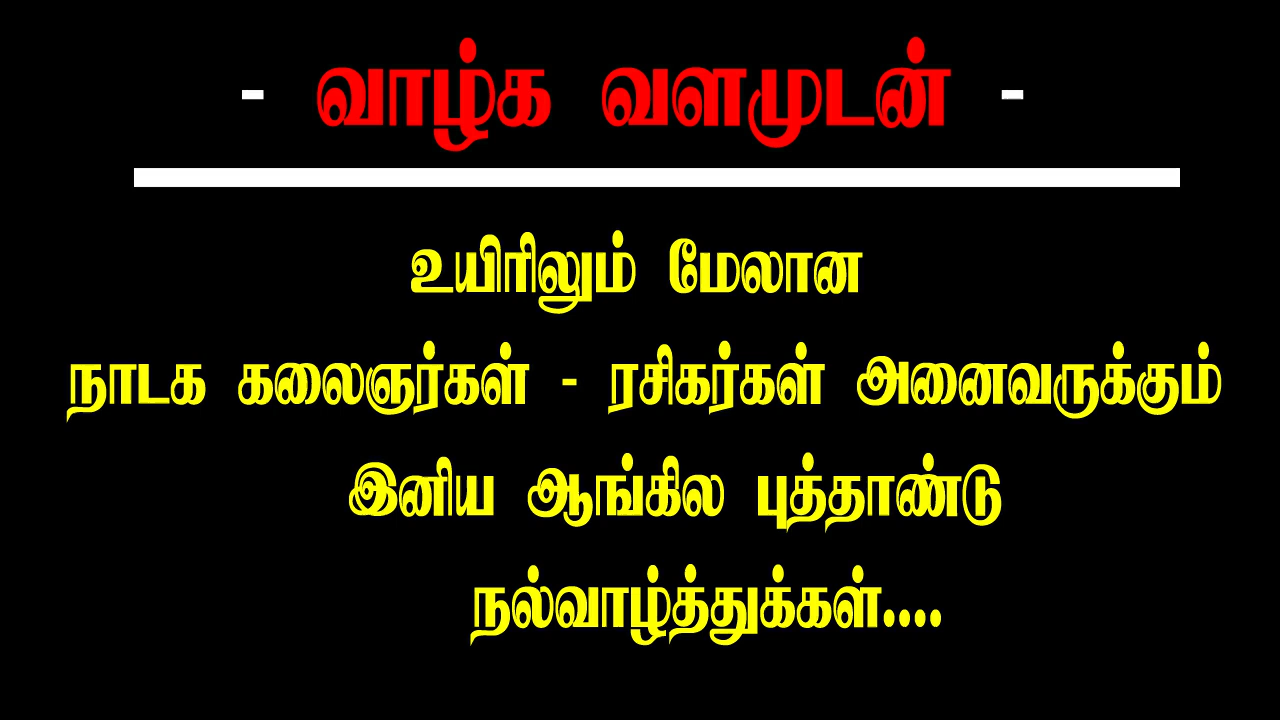 - வாழ்க வளமுடன் -
உயிரிலும் மேலான
நாடக கலைஞர்கள் - ரசிகர்கள் அனைவருக்கும்
இனிய ஆங்கில புத்தாண்டு
நல்வாழ்த்துக்கள்....